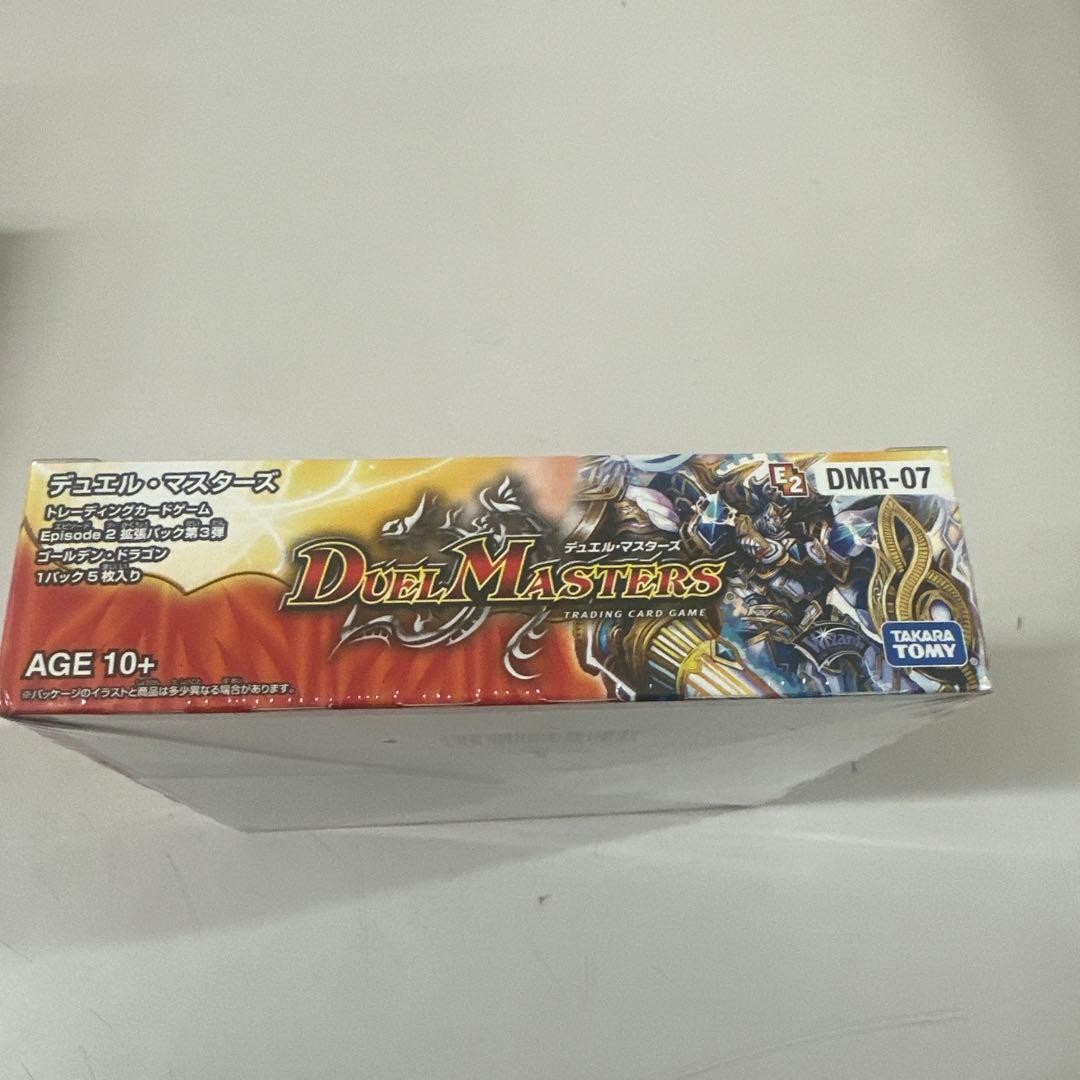 デュエル・マスターズ
トレーディングカードゲーム
Episode 2 拡張パック第3弾
ゴールデン・ドラゴン
1パック5枚入り
AGE 10+
※パッケージのイラストと商品は多少異なる場合があります。
デュエル・マスターズ
DUEL MASTERS
TRADING CARD GAME
E2
DMR-07
Wizards
TAKARA
TOMY